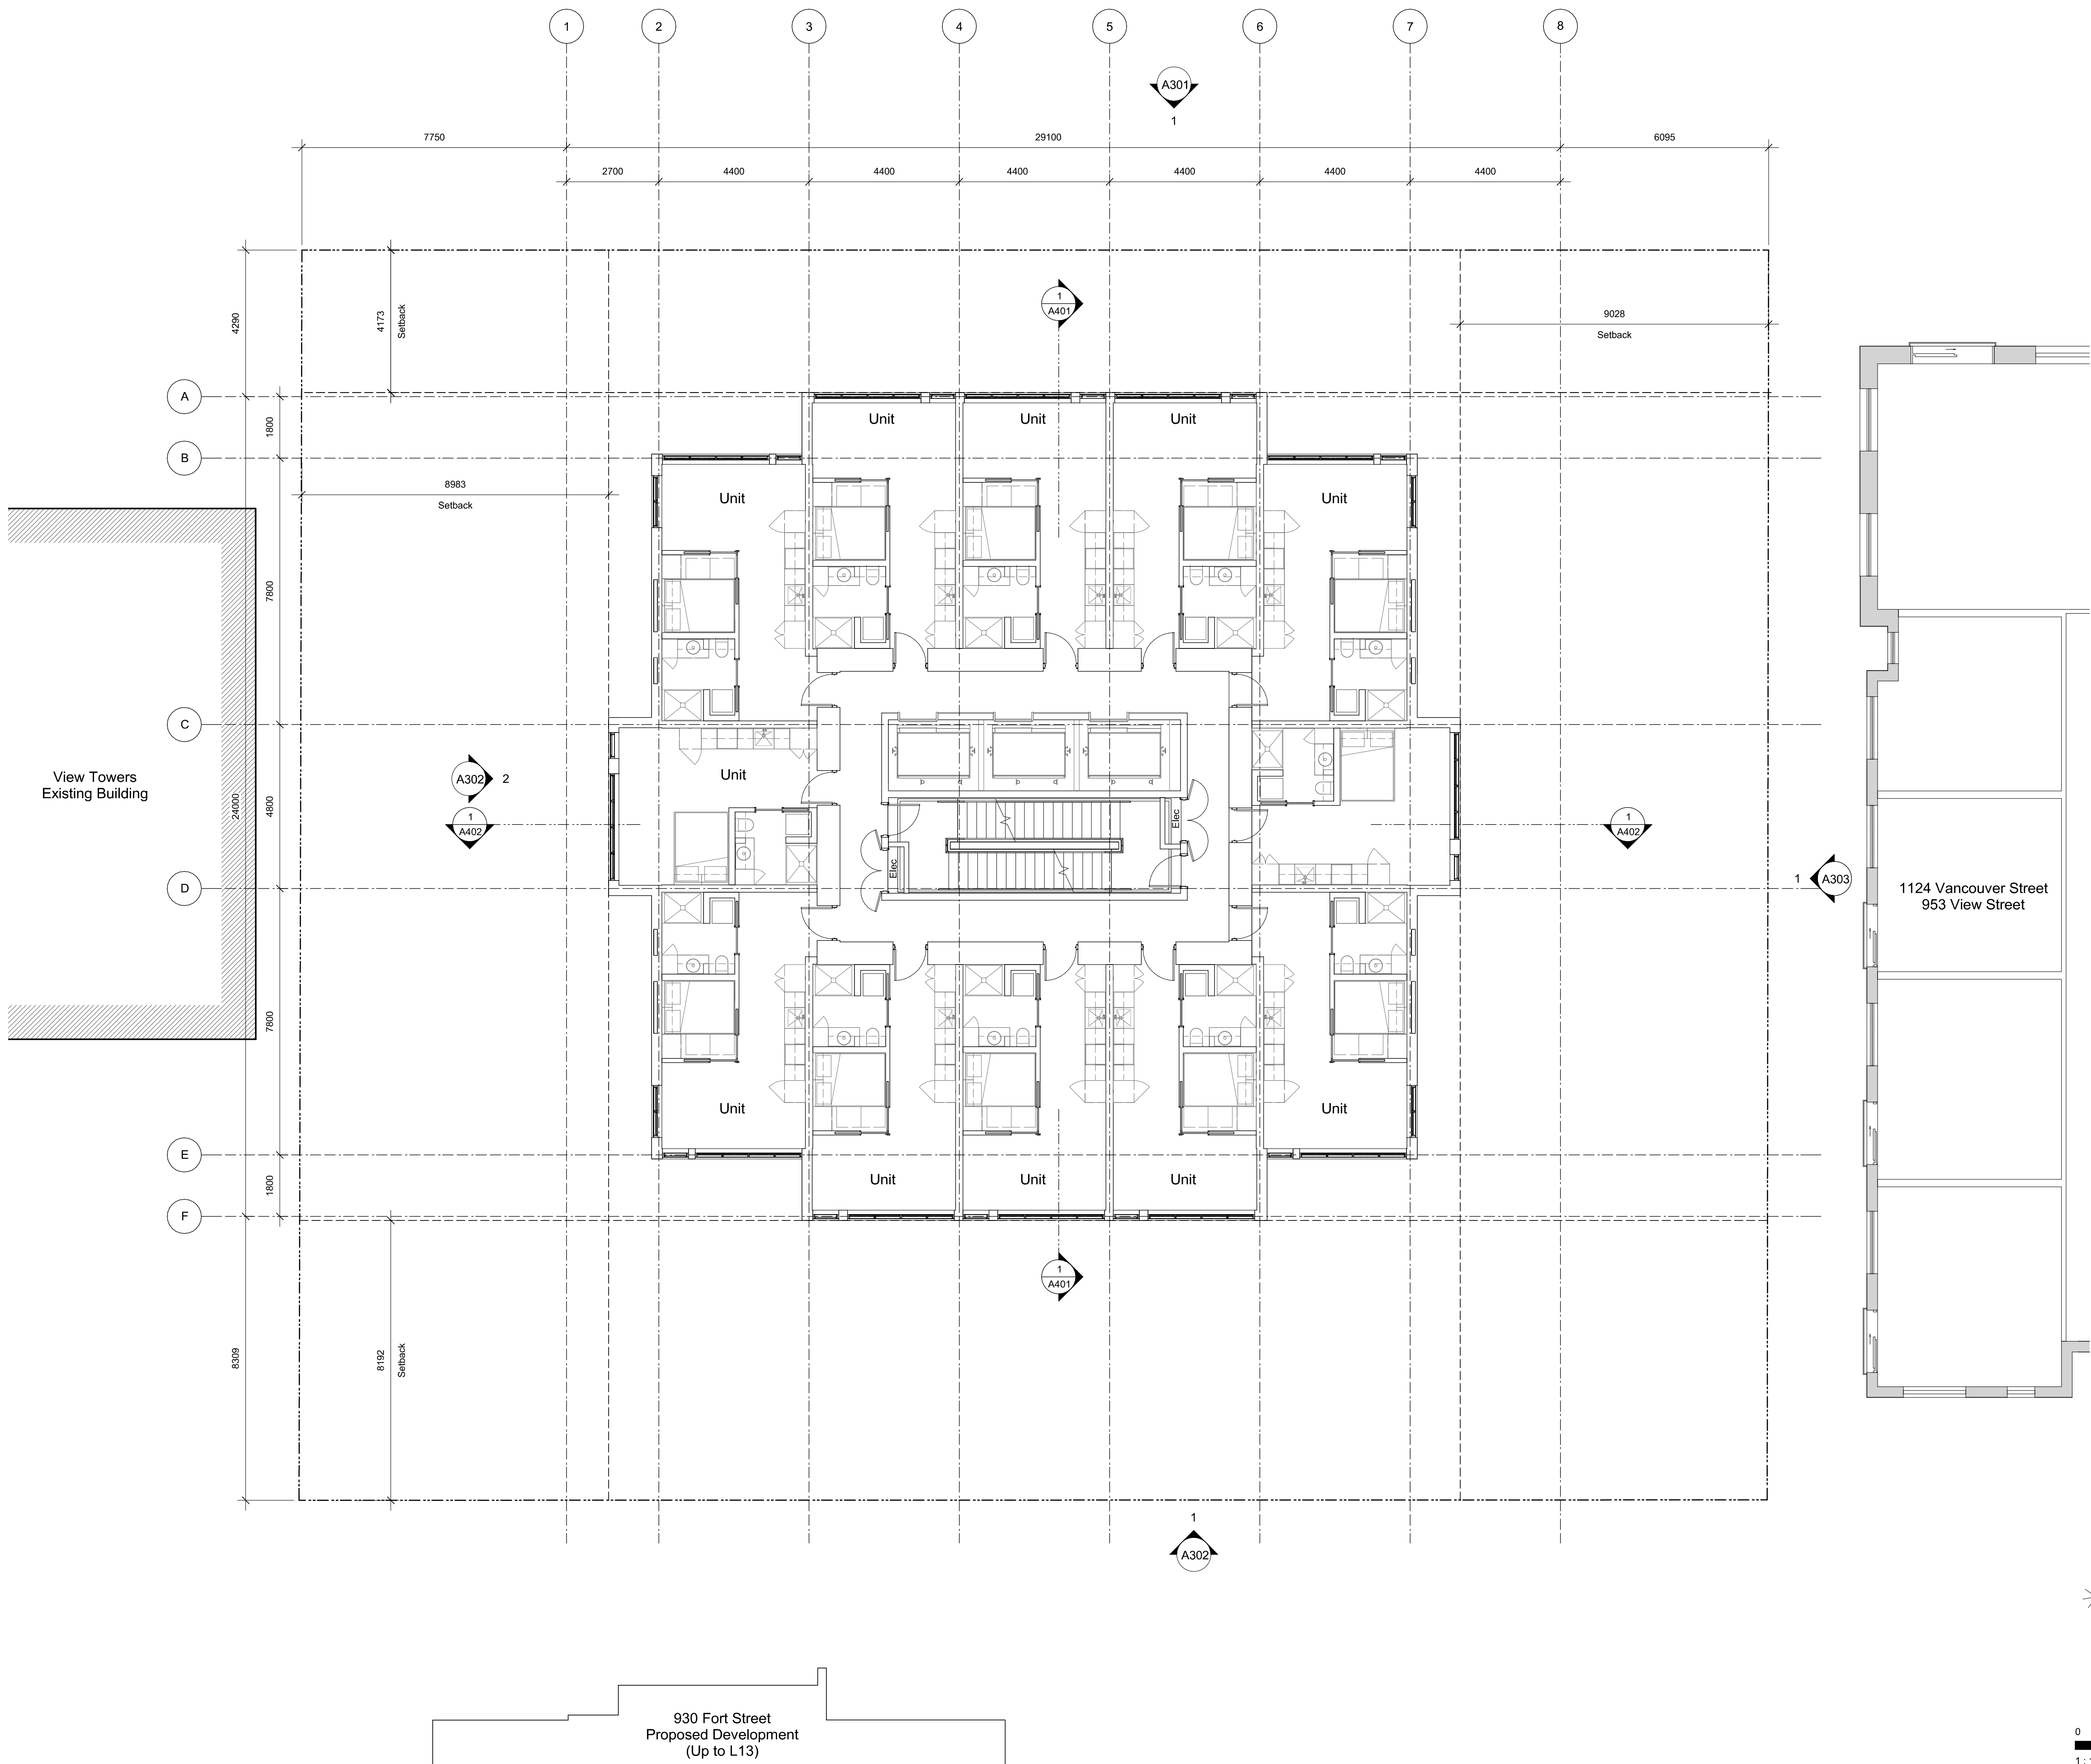 1 2 3 4 5 6 7 8
A301
1
7750 29100 6095
2700 4400 4400 4400 4400 4400 4400
4290
4173
Setback
1
A401
9028
Setback
A
1800
B
Unit Unit Unit
8983
Setback
Unit Unit
7800
C
View Towers
Existing Building
24000
4800
A302 2
1
A402
Unit
Elec
Elec
1
A402
1 A303
1124 Vancouver Street
953 View Street
D
7800
Unit Unit
E
1800
Unit Unit Unit
F
1
A401
8309
8192
Setback
1
A302
930 Fort Street
Proposed Development
(Up to L13)
0